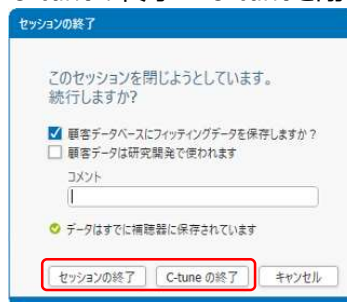 セッションの終了
このセッションを閉じようとしています。
続行しますか?
顧客データベースにフィッティングデータを保存しますか?
顧客データは研究開発で使われます
コメント
データはすでに補聴器に保存されています
セッションの終了 C-tune の終了 キャンセル